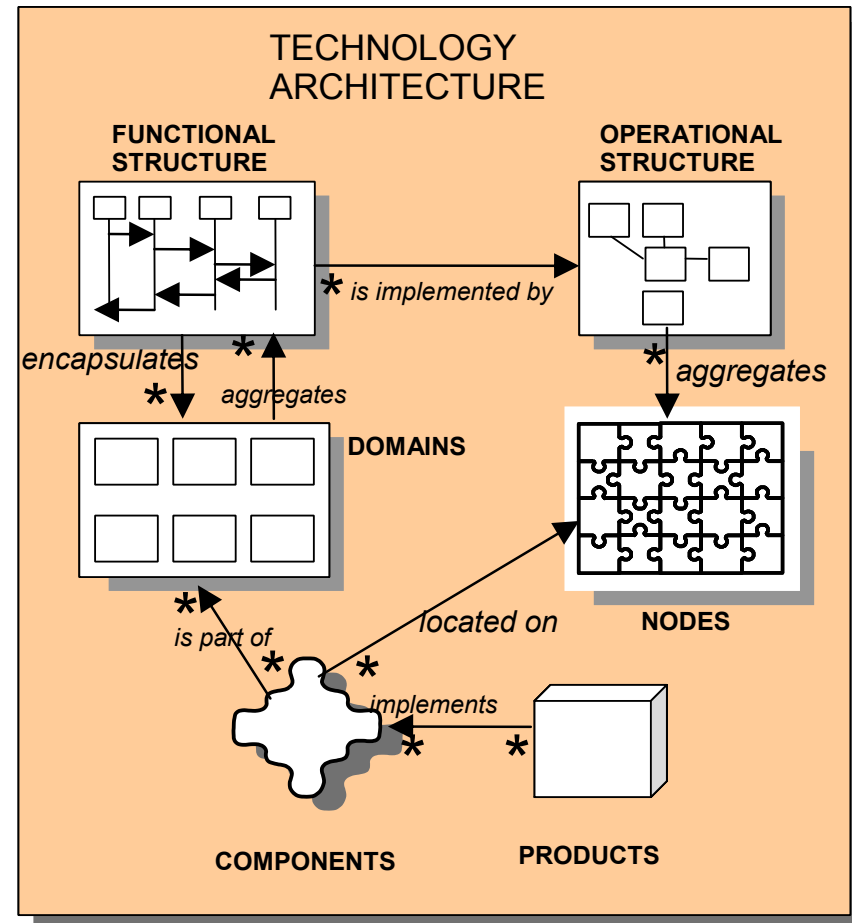 TECHNOLOGY
ARCHITECTURE
FUNCTIONAL
STRUCTURE
OPERATIONAL
STRUCTURE
* is implemented by
encapsulates
*
*
*
aggregates
*
aggregates
DOMAINS
*
is part of
*
located on
*
NODES
implements
*
*
COMPONENTS
PRODUCTS